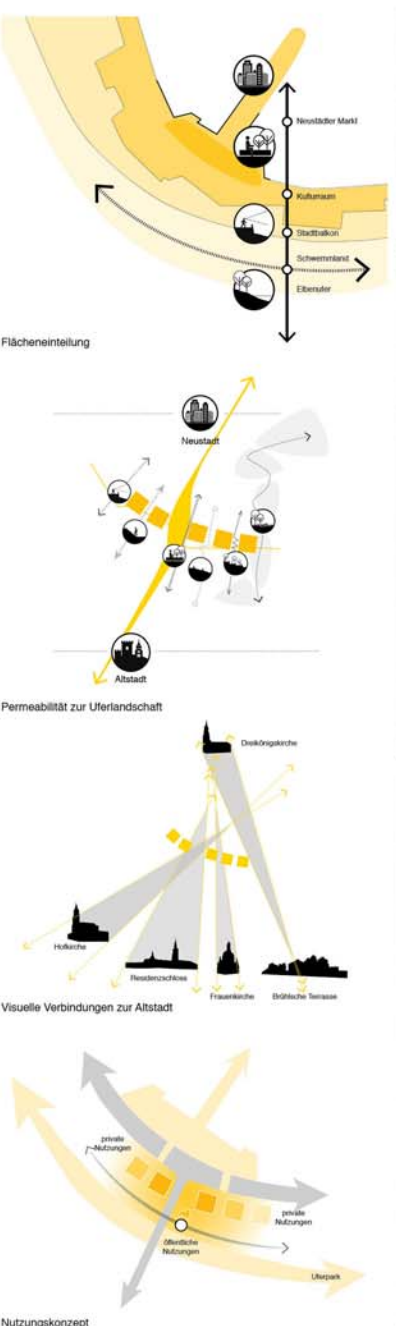 Neustädter Markt
Kulturraum
Stadtbalkon
Schwemmland
Elbenufer
Flächeneinteilung
Neustadt
Altstadt
Permeabilität zur Uferlandschaft
Dreikönigskirche
Hofkirche
Residenzschloss
Frauenkirche
Brühlsche Terrasse
Visuelle Verbindungen zur Altstadt
private
Nutzungen
private
Nutzungen
öffentliche
Nutzungen
Uferpark
Nutzungskonzept